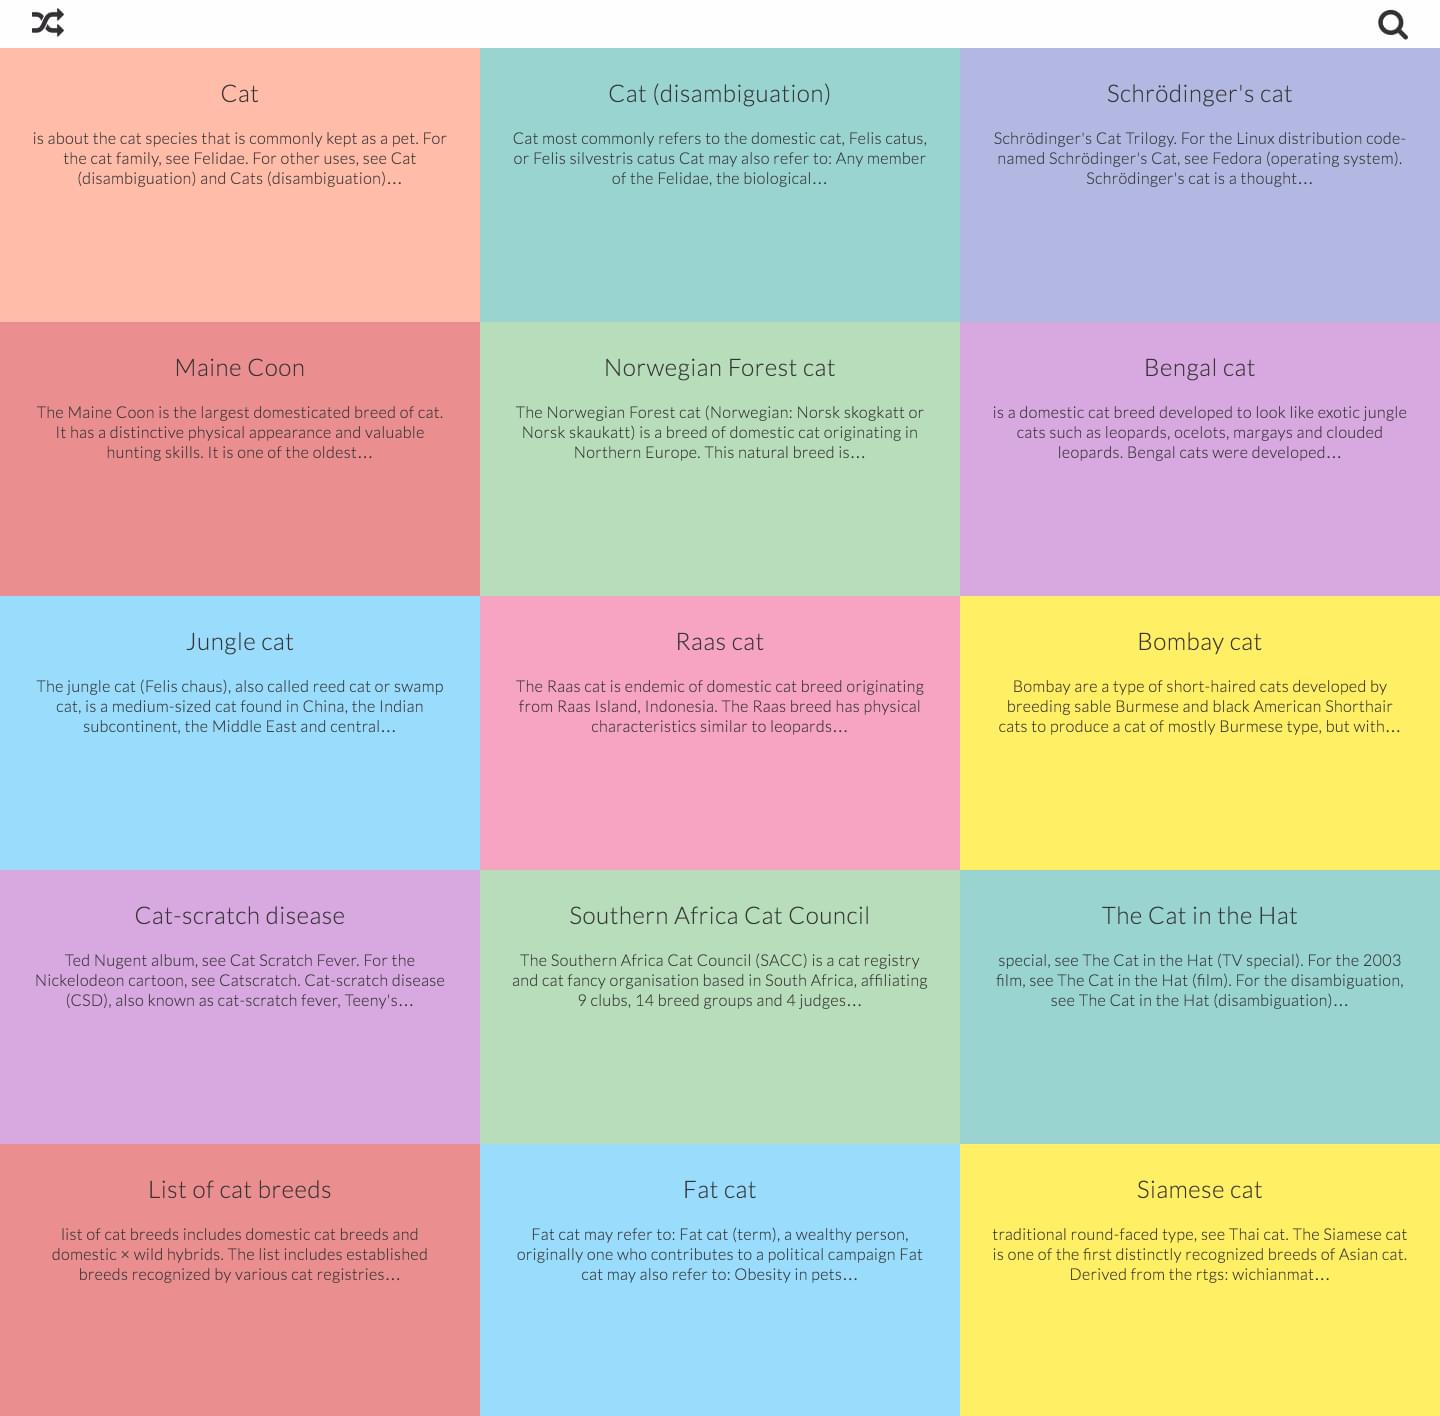 Cat
is about the cat species that is commonly kept as a pet. For
the cat family, see Felidae. For other uses, see Cat
(disambiguation) and Cats (disambiguation)…
Cat (disambiguation)
Cat most commonly refers to the domestic cat, Felis catus,
or Felis silvestris catus Cat may also refer to: Any member
of the Felidae, the biological…
Schrödinger's cat
Schrödinger's Cat Trilogy. For the Linux distribution code-
named Schrödinger's Cat, see Fedora (operating system).
Schrödinger's cat is a thought…
Maine Coon
The Maine Coon is the largest domesticated breed of cat.
It has a distinctive physical appearance and valuable
hunting skills. It is one of the oldest…
Norwegian Forest cat
The Norwegian Forest cat (Norwegian: Norsk skogkatt or
Norsk skaukatt) is a breed of domestic cat originating in
Northern Europe. This natural breed is…
Bengal cat
is a domestic cat breed developed to look like exotic jungle
cats such as leopards, ocelots, margays and clouded
leopards. Bengal cats were developed…
Jungle cat
The jungle cat (Felis chaus), also called reed cat or swamp
cat, is a medium-sized cat found in China, the Indian
subcontinent, the Middle East and central…
Raas cat
The Raas cat is endemic of domestic cat breed originating
from Raas Island, Indonesia. The Raas breed has physical
characteristics similar to leopards…
Bombay cat
Bombay are a type of short-haired cats developed by
breeding sable Burmese and black American Shorthair
cats to produce a cat of mostly Burmese type, but with…
Cat-scratch disease
Ted Nugent album, see Cat Scratch Fever. For the
Nickelodeon cartoon, see Catscratch. Cat-scratch disease
(CSD), also known as cat-scratch fever, Teeny's…
Southern Africa Cat Council
The Southern Africa Cat Council (SACC) is a cat registry
and cat fancy organisation based in South Africa, affiliating
9 clubs, 14 breed groups and 4 judges…
The Cat in the Hat
special, see The Cat in the Hat (TV special). For the 2003
film, see The Cat in the Hat (film). For the disambiguation,
see The Cat in the Hat (disambiguation)…
List of cat breeds
list of cat breeds includes domestic cat breeds and
domestic × wild hybrids. The list includes established
breeds recognized by various cat registries…
Fat cat
Fat cat may refer to: Fat cat (term), a wealthy person,
originally one who contributes to a political campaign Fat
cat may also refer to: Obesity in pets…
Siamese cat
traditional round-faced type, see Thai cat. The Siamese cat
is one of the first distinctly recognized breeds of Asian cat.
Derived from the rtgs: wichianmat…